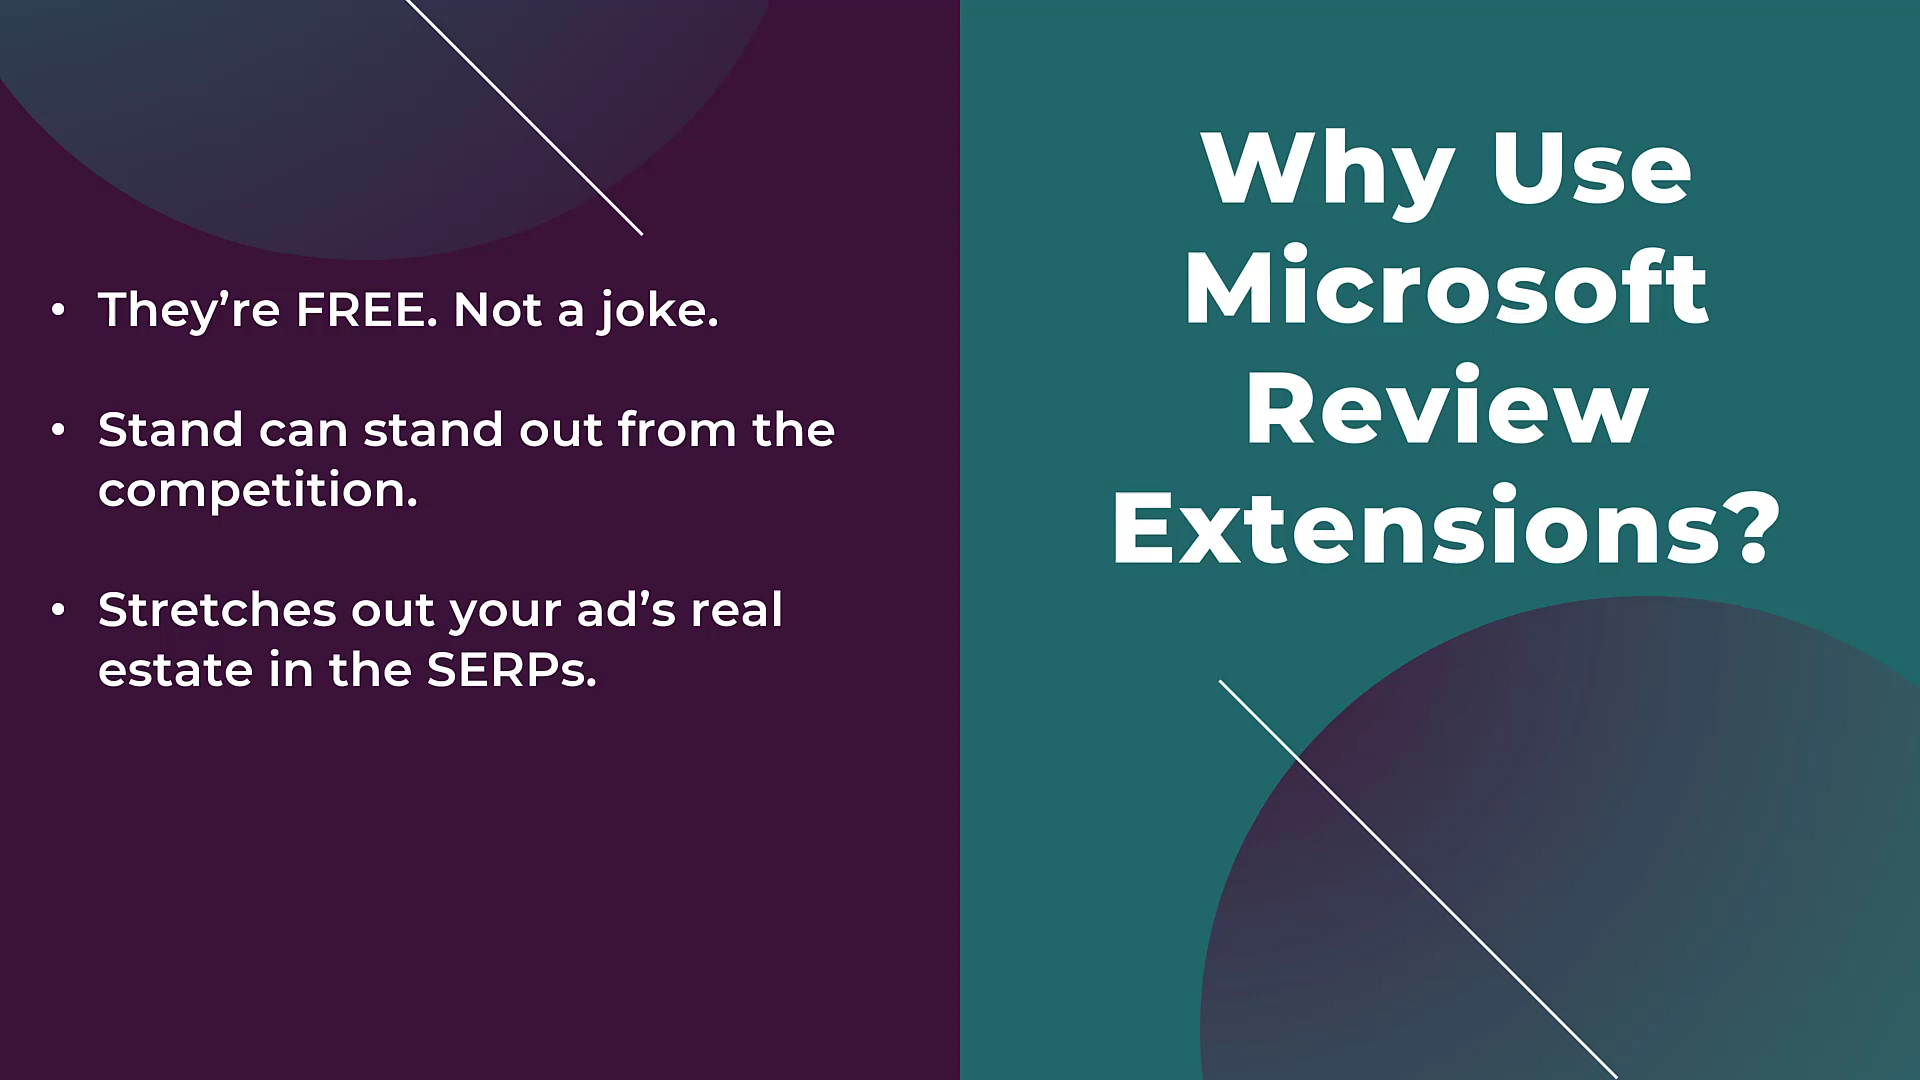 Why Use
Microsoft
Review
Extensions?
• They’re FREE. Not a joke.
• Stand can stand out from the
competition.
• Stretches out your ad’s real
estate in the SERPs.